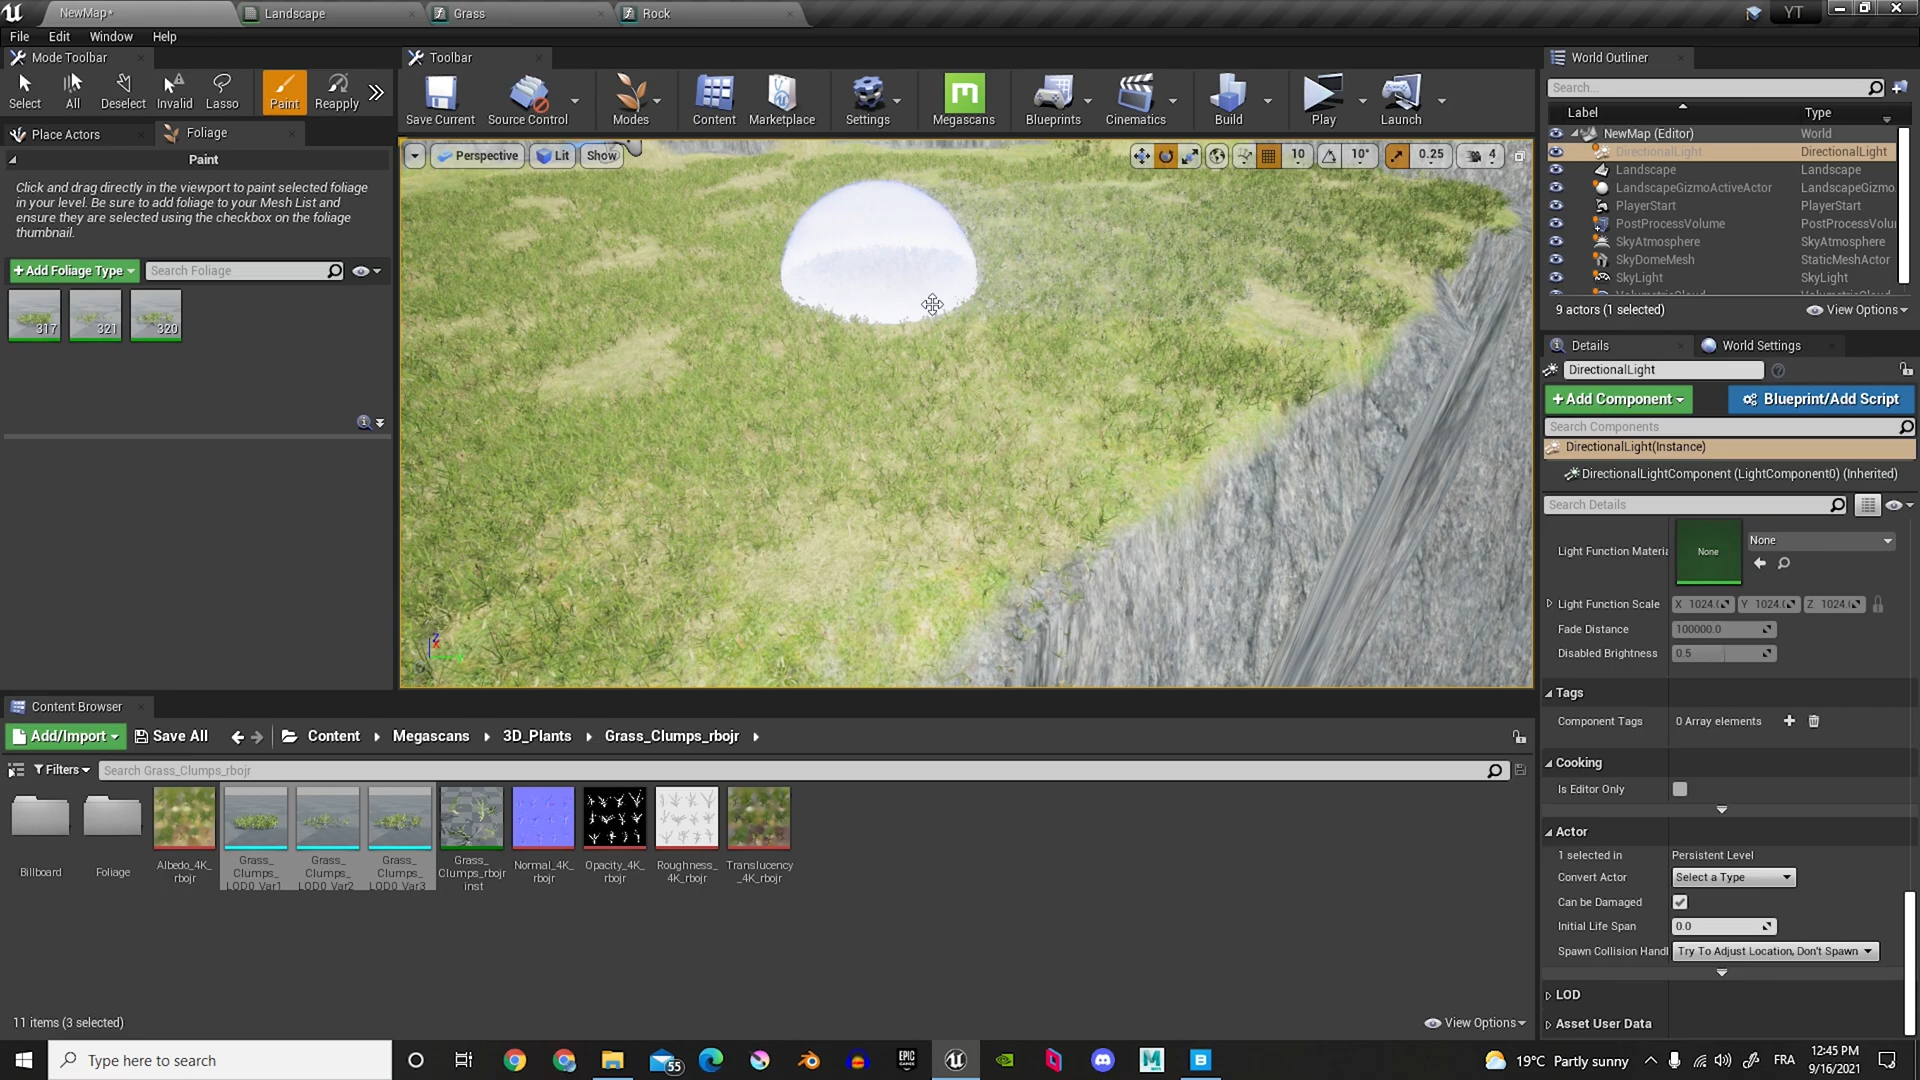 NewMap*
Landscape
Grass
Rock
YT
File Edit Window Help
Mode Toolbar
Select All Deselect Invalid Lasso Paint Reapply
Place Actors
Foliage
Paint
Click and drag directly in the viewport to paint selected foliage
in your level. Be sure to add foliage to your Mesh List and
ensure they are selected using the checkbox on the foliage
thumbnail.
+Add Foliage Type
Search Foliage
317 321 320
Toolbar
Save Current Source Control Modes Content Marketplace Settings Megascans Blueprints Cinematics Build Play Launch
Perspective Lit Show
10 10° 0.25 4
World Outliner
Search...
Label Type
NewMap (Editor) World
DirectionalLight DirectionalLight
Landscape Landscape
LandscapeGizmoActiveActor LandscapeGizmo
PlayerStart PlayerStart
PostProcessVolume PostProcessVolu
SkyAtmosphere SkyAtmosphere
SkyDomeMesh StaticMeshActor
SkyLight SkyLight
9 actors (1 selected)
View Options
Details
World Settings
DirectionalLight
+Add Component
Blueprint/Add Script
Search Components
DirectionalLight(Instance)
DirectionalLightComponent (LightComponent0) (Inherited)
Search Details
Light Function Materia
None
None
Light Function Scale X 1024.( Y 1024.( Z 1024.(
Fade Distance 100000.0
Disabled Brightness 0.5
Tags
Component Tags 0 Array elements
Cooking
Is Editor Only
Actor
1 selected in Persistent Level
Convert Actor Select a Type
Can be Damaged
Initial Life Span 0.0
Spawn Collision Handl Try To Adjust Location, Don't Spawn
LOD
Asset User Data
Content Browser
Add/Import
Save All
Content
Megascans
3D_Plants
Grass_Clumps_rbojr
Filters
Search Grass_Clumps_rbojr
Billboard
Foliage
Albedo_4K_
rbojr
Grass_
Clumps_
LOD0_Var1
Grass_
Clumps_
LOD0_Var2
Grass_
Clumps_
LOD0_Var3
Grass_
Clumps_rbojr
inst
Normal_4K_
rbojr
Opacity_4K_
rbojr
Roughness_
4K_rbojr
Translucency
_4K_rbojr
11 items (3 selected)
View Options
Type here to search
55
EPIC
GAMES
19°C Partly sunny
FRA
12:45 PM
9/16/2021